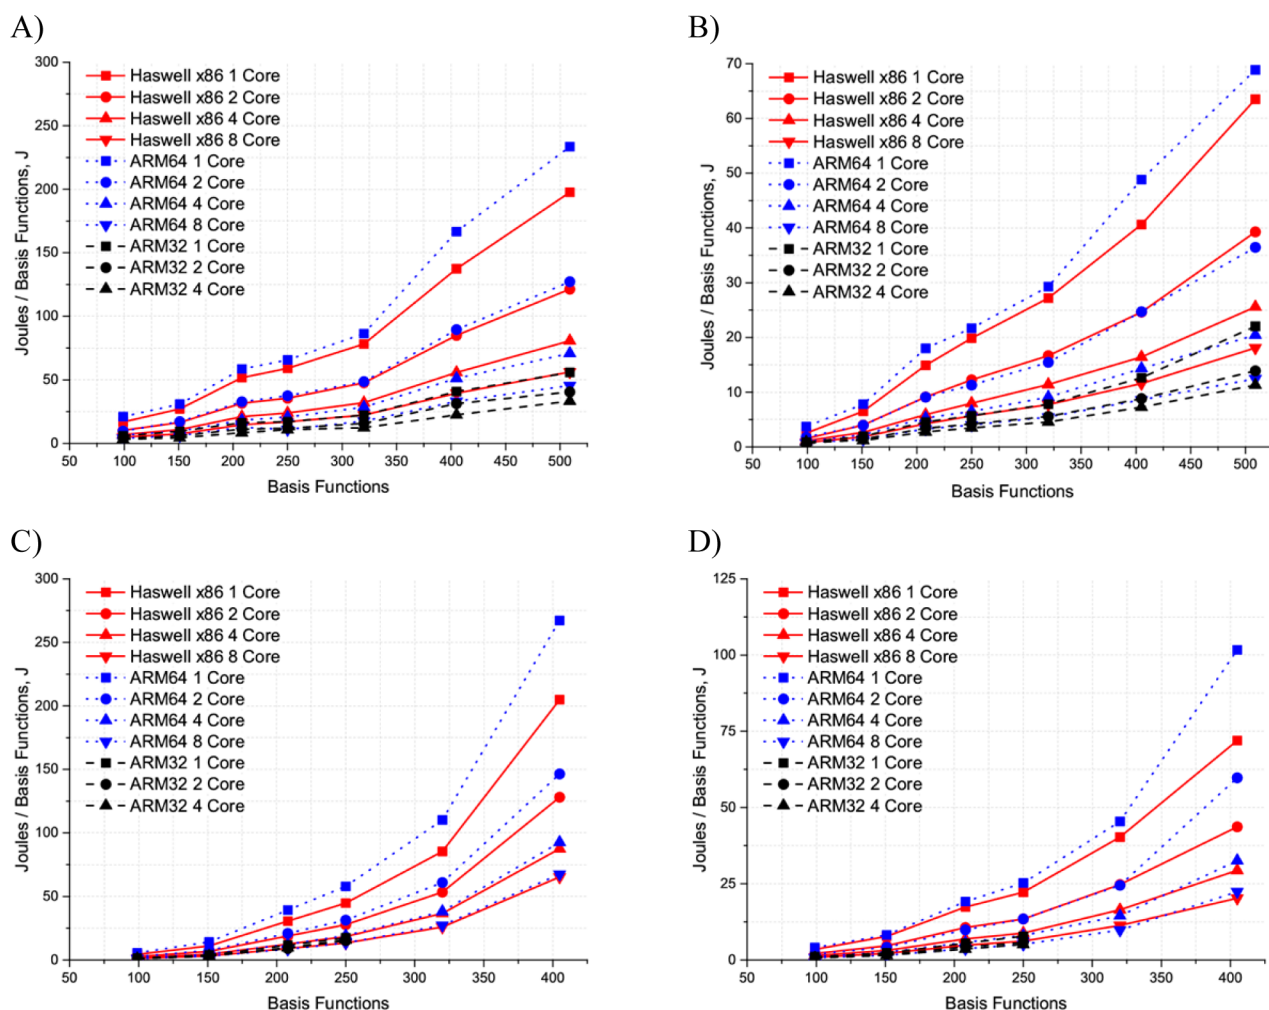 A)
300
250
200
150
100
50
0
Joules / Basis Functions, J
Haswell x86 1 Core
Haswell x86 2 Core
Haswell x86 4 Core
Haswell x86 8 Core
ARM64 1 Core
ARM64 2 Core
ARM64 4 Core
ARM64 8 Core
ARM32 1 Core
ARM32 2 Core
ARM32 4 Core
50 100 150 200 250 300 350 400 450 500
Basis Functions
B)
70
60
50
40
30
20
10
0
Joules / Basis Functions, J
Haswell x86 1 Core
Haswell x86 2 Core
Haswell x86 4 Core
Haswell x86 8 Core
ARM64 1 Core
ARM64 2 Core
ARM64 4 Core
ARM64 8 Core
ARM32 1 Core
ARM32 2 Core
ARM32 4 Core
50 100 150 200 250 300 350 400 450 500
Basis Functions
C)
300
250
200
150
100
50
0
Joules / Basis Functions, J
Haswell x86 1 Core
Haswell x86 2 Core
Haswell x86 4 Core
Haswell x86 8 Core
ARM64 1 Core
ARM64 2 Core
ARM64 4 Core
ARM64 8 Core
ARM32 1 Core
ARM32 2 Core
ARM32 4 Core
50 100 150 200 250 300 350 400
Basis Functions
D)
125
100
75
50
25
0
Joules / Basis Functions, J
Haswell x86 1 Core
Haswell x86 2 Core
Haswell x86 4 Core
Haswell x86 8 Core
ARM64 1 Core
ARM64 2 Core
ARM64 4 Core
ARM64 8 Core
ARM32 1 Core
ARM32 2 Core
ARM32 4 Core
50 100 150 200 250 300 350 400
Basis Functions